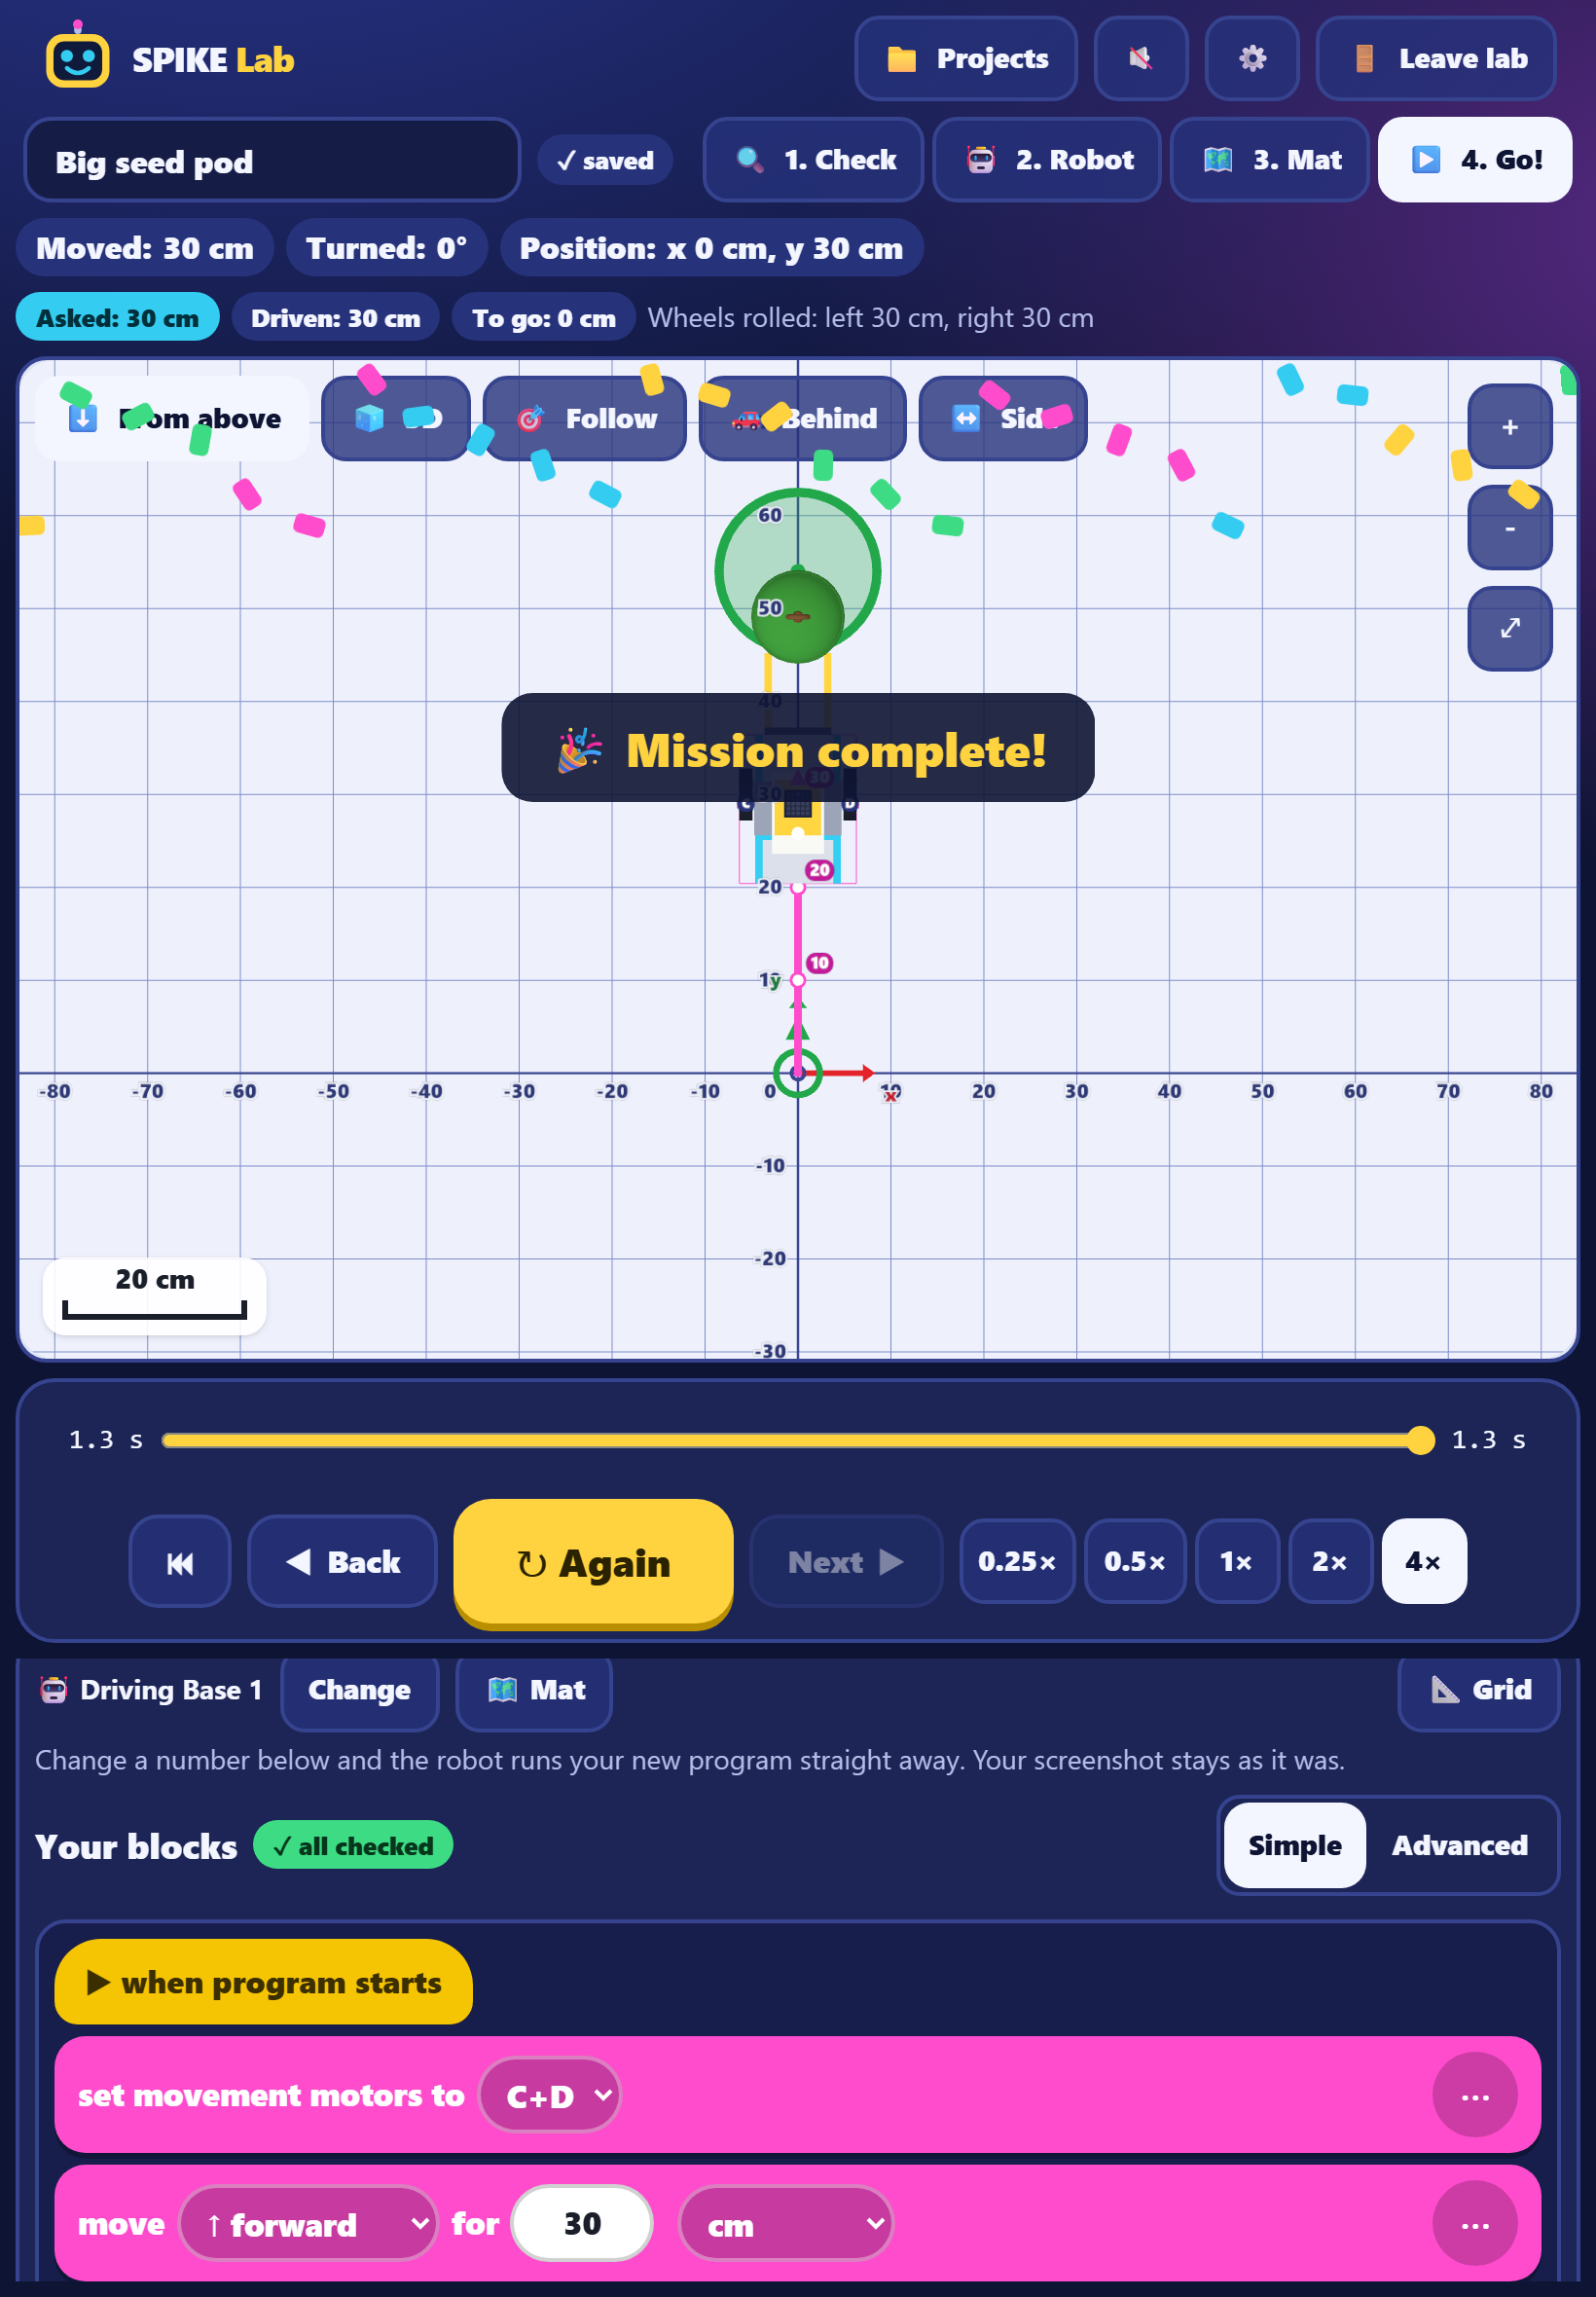 SPIKE Lab
Projects
Leave lab
Big seed pod
✓ saved
1. Check
2. Robot
3. Mat
4. Go!
Moved: 30 cm
Turned: 0°
Position: x 0 cm, y 30 cm
Asked: 30 cm
Driven: 30 cm
To go: 0 cm
Wheels rolled: left 30 cm, right 30 cm
above
Follow
Behind
+
-
60
50
40
Mission complete!
30
30
C
D
20
20
10
y
-80 -70 -60 -50 -40 -30 -20 -10 0 10 20 30 40 50 60 70 80
x
-10
-20
-30
20 cm
1.3 s
1.3 s
Back
Again
Next
0.25×
0.5×
1×
2×
4×
Driving Base 1
Change
Mat
Grid
Change a number below and the robot runs your new program straight away. Your screenshot stays as it was.
Your blocks
✓ all checked
Simple
Advanced
when program starts
set movement motors to C+D
...
move ↑ forward for 30 cm
...